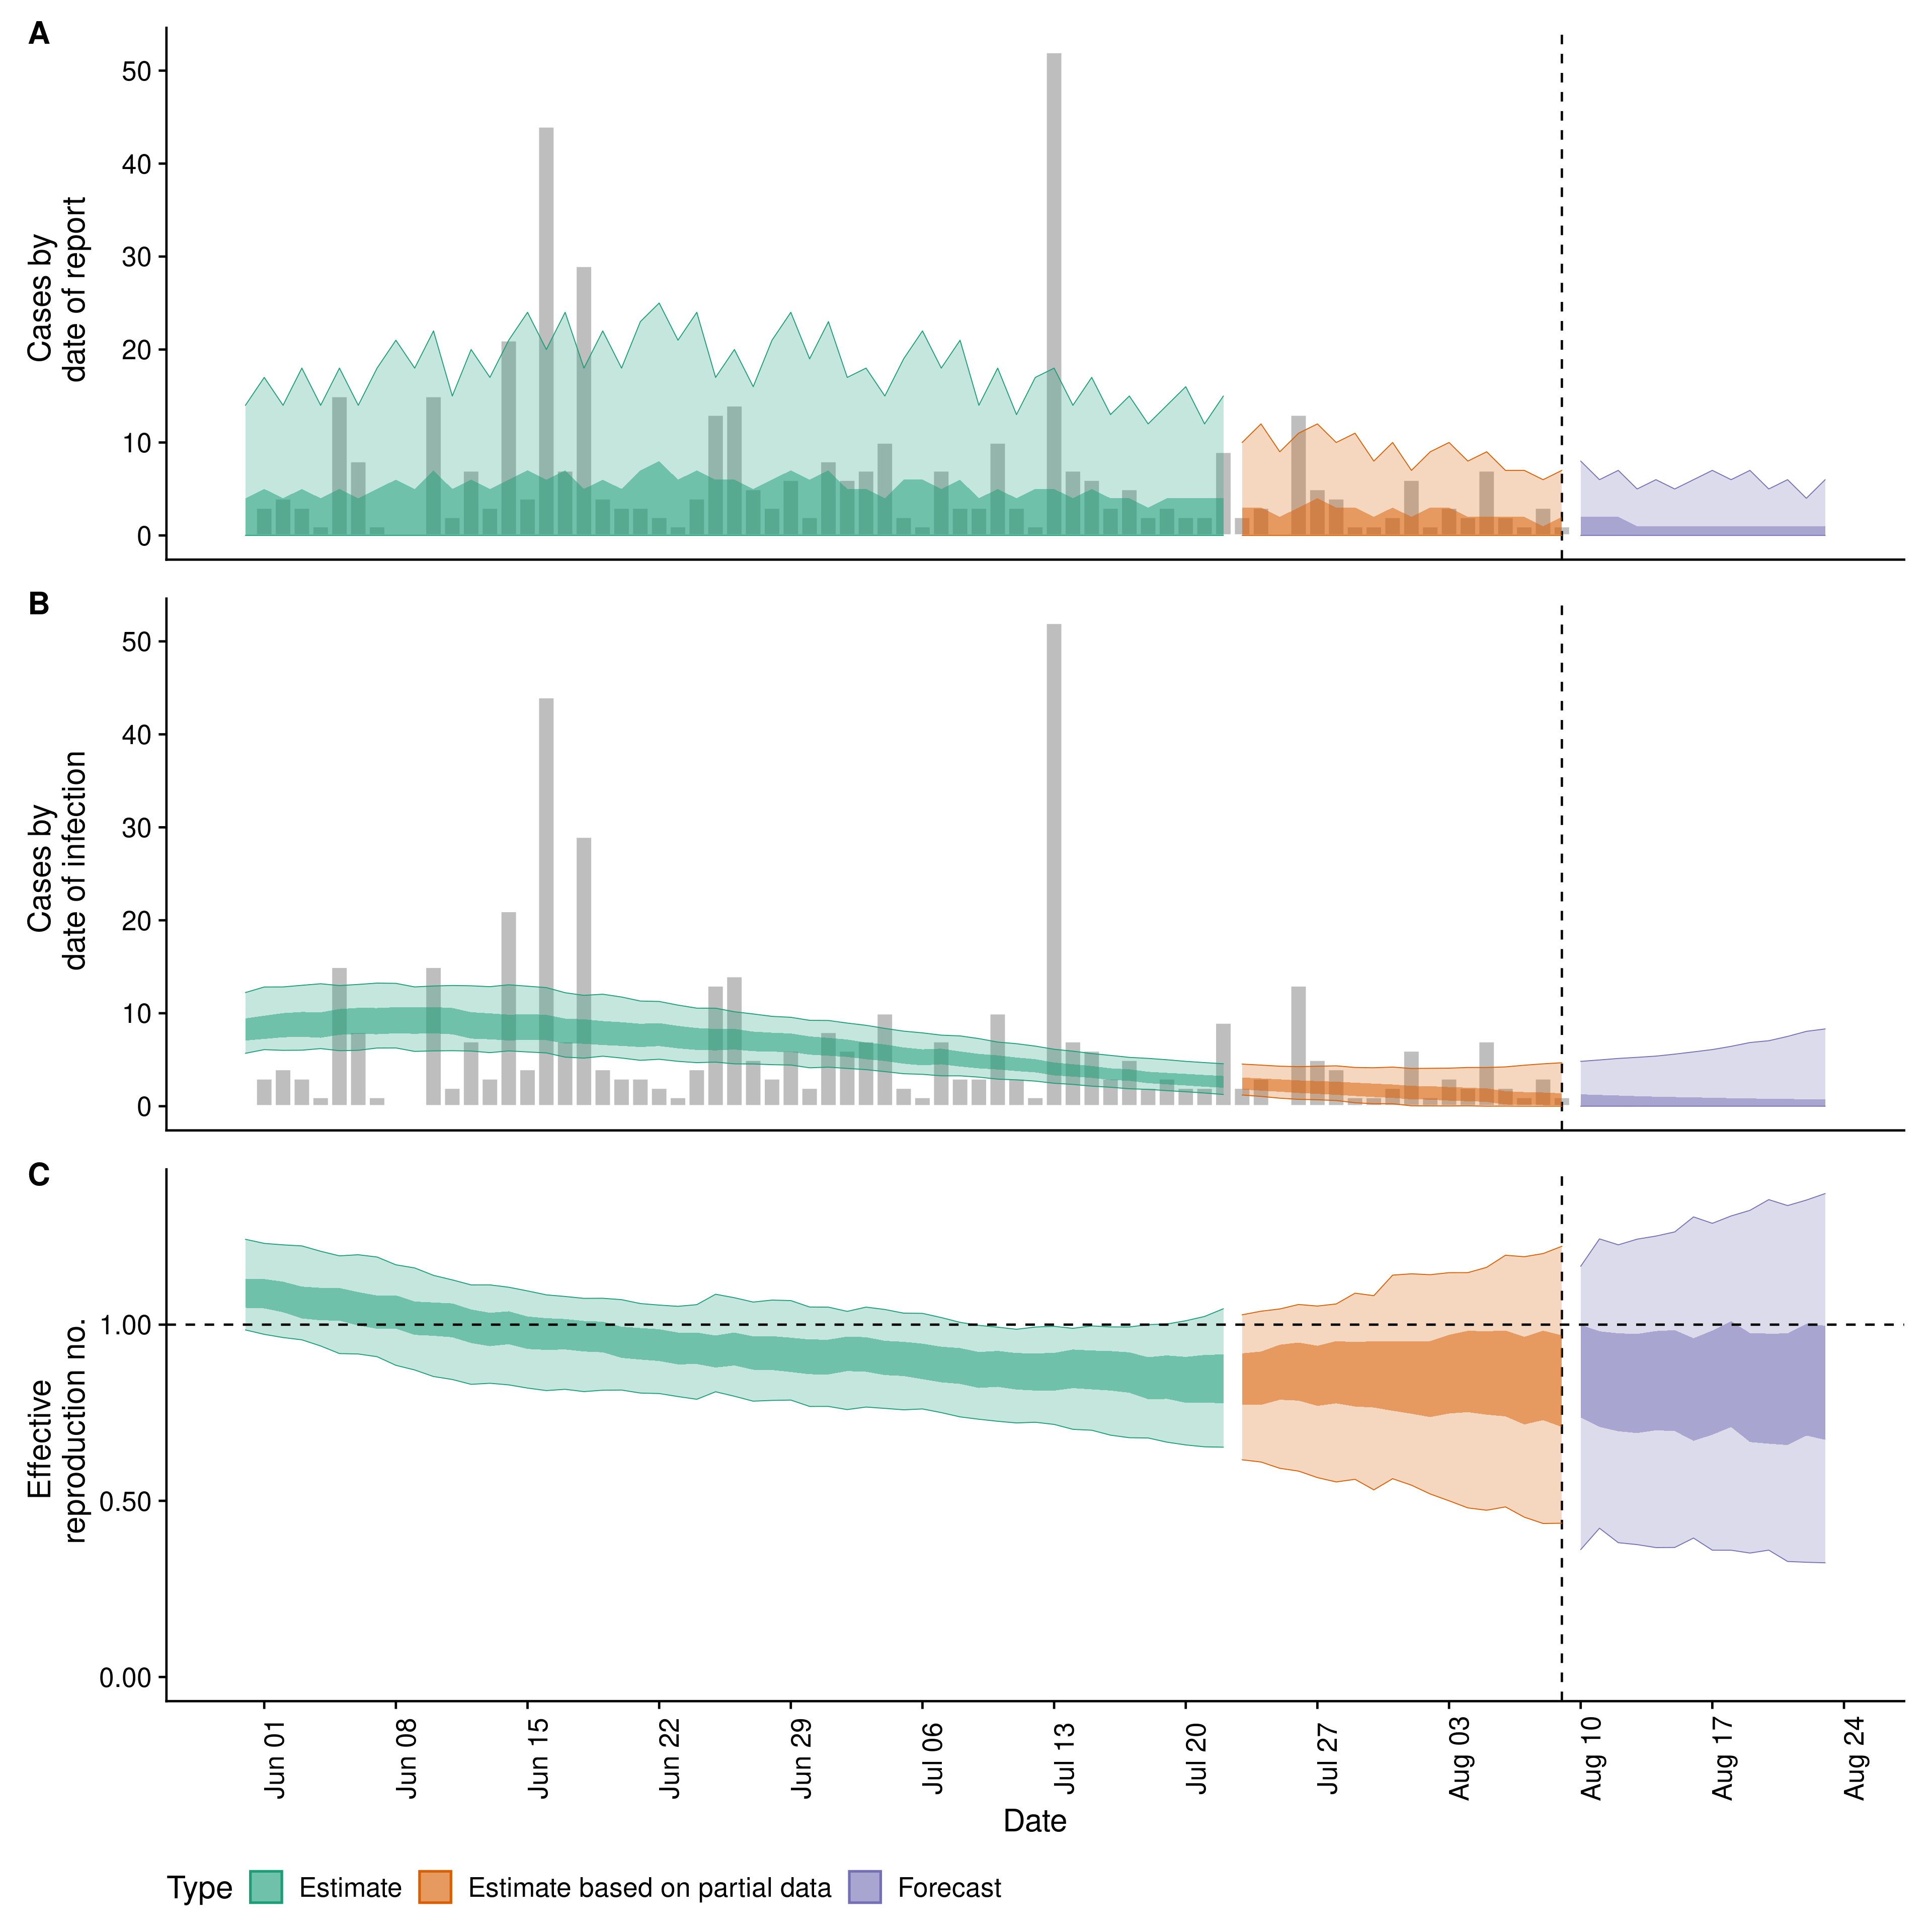 A
50
40
30
20
10
0
Cases by
date of report
B
50
40
30
20
10
0
Cases by
date of infection
C
1.00
0.50
0.00
Effective
reproduction no.
Jun 01
Jun 08
Jun 15
Jun 22
Jun 29
Jul 06
Jul 13
Jul 20
Jul 27
Aug 03
Aug 10
Aug 17
Aug 24
Date
Type Estimate Estimate based on partial data Forecast